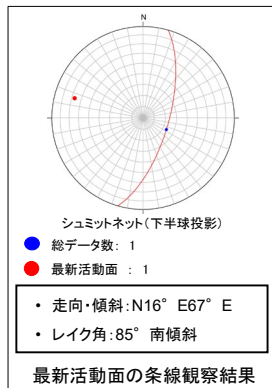 N
シュミットネット(下半球投影)
総データ数: 1
最新活動面 : 1
• 走向・傾斜:N16° E67° E
• レイク角:85° 南傾斜
最新活動面の条線観察結果